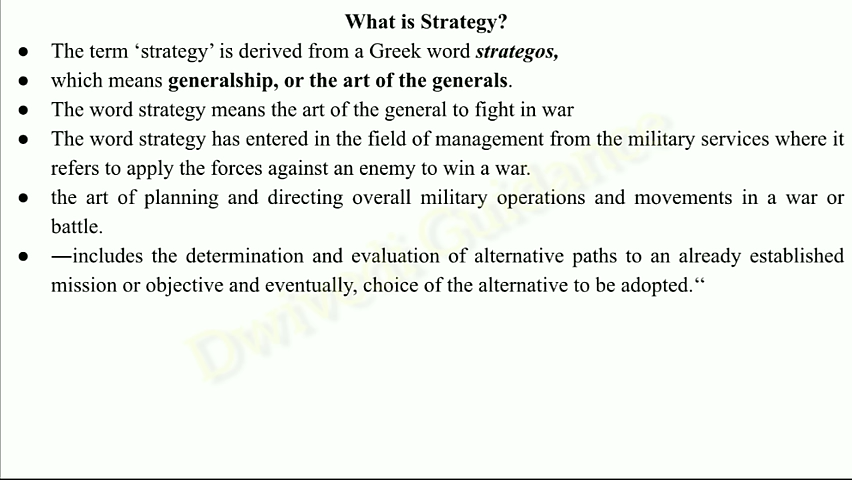 What is Strategy?
● The term ‘strategy’ is derived from a Greek word strategos,
● which means generalship, or the art of the generals.
● The word strategy means the art of the general to fight in war
● The word strategy has entered in the field of management from the military services where it
refers to apply the forces against an enemy to win a war.
● the art of planning and directing overall military operations and movements in a war or
battle.
● —includes the determination and evaluation of alternative paths to an already established
mission or objective and eventually, choice of the alternative to be adopted.“
Dwivedi Guidance